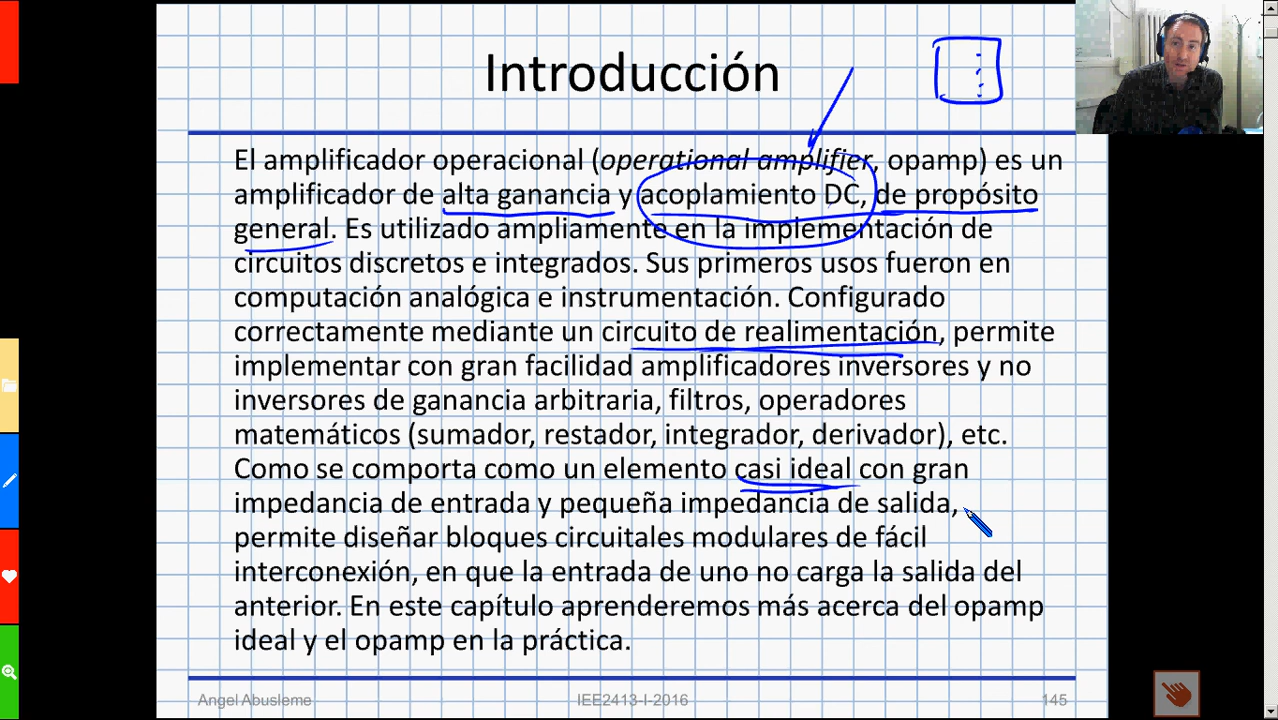 Introducción
El amplificador operacional (operational amplifier, opamp) es un
amplificador de alta ganancia y acoplamiento DC, de propósito
general. Es utilizado ampliamente en la implementación de
circuitos discretos e integrados. Sus primeros usos fueron en
computación analógica e instrumentación. Configurado
correctamente mediante un circuito de realimentación, permite
implementar con gran facilidad amplificadores inversores y no
inversores de ganancia arbitraria, filtros, operadores
matemáticos (sumador, restador, integrador, derivador), etc.
Como se comporta como un elemento casi ideal con gran
impedancia de entrada y pequeña impedancia de salida,
permite diseñar bloques circuitales modulares de fácil
interconexión, en que la entrada de uno no carga la salida del
anterior. En este capítulo aprenderemos más acerca del opamp
ideal y el opamp en la práctica.
Angel Abusleme IEE2413-I-2016 145